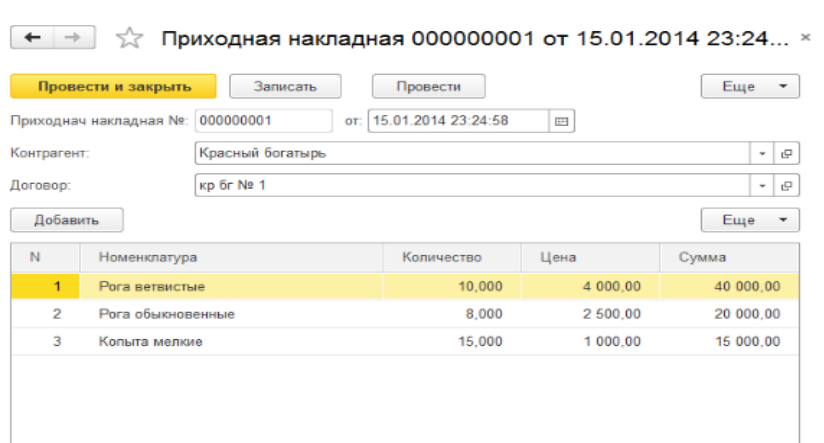 Приходная накладная 000000001 от 15.01.2014 23:24... ×
Провести и закрыть Записать Провести Еще
Приходнач накладная №: 000000001 от: 15.01.2014 23:24:58
Контрагент: Красный богатырь
Договор: кр бг № 1
Добавить Еще
N Номенклатура Количество Цена Сумма
1 Рога ветвистые 10,000 4 000,00 40 000,00
2 Рога обыкновенные 8,000 2 500,00 20 000,00
3 Копыта мелкие 15,000 1 000,00 15 000,00